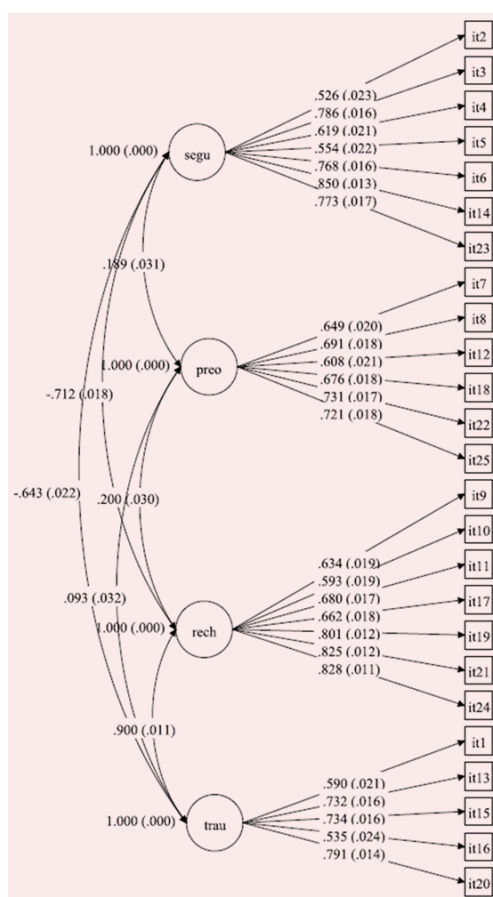 it2
it3
.526 (.023)
.786 (.016)
it4
.619 (.021)
1.000 (.000)
segu
.554 (.022)
it5
.768 (.016)
it6
.850 (.013)
.773 (.017)
it14
it23
.189 (.031)
it7
.649 (.020)
it8
.691 (.018)
1.000 (.000)
preo
.608 (.021)
it12
.676 (.018)
it18
.731 (.017)
-.712 (.018)
.721 (.018)
it22
it25
-.643 (.022)
.200 (.030)
it9
it10
.634 (.019)
.593 (.019)
it11
.093 (.032)
.680 (.017)
1.000 (.000)
rech
.662 (.018)
it17
.801 (.012)
it19
.825 (.012)
.828 (.011)
it21
it24
.900 (.011)
it1
.590 (.021)
it13
.732 (.016)
1.000 (.000)
trau
.734 (.016)
it15
.535 (.024)
it16
.791 (.014)
it20